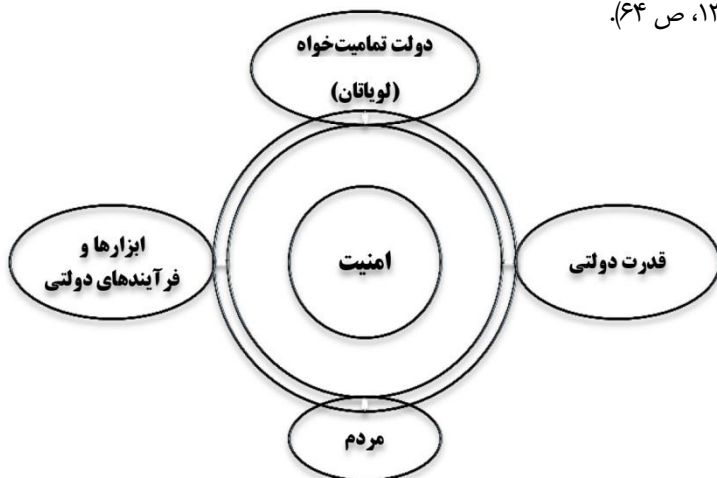 ۱۲، ص ۶۴).
دولت تمامیت‌خواه
(لویاتان)
امنیت
قدرت دولتی
ابزارها و
فرآیندهای دولتی
مردم